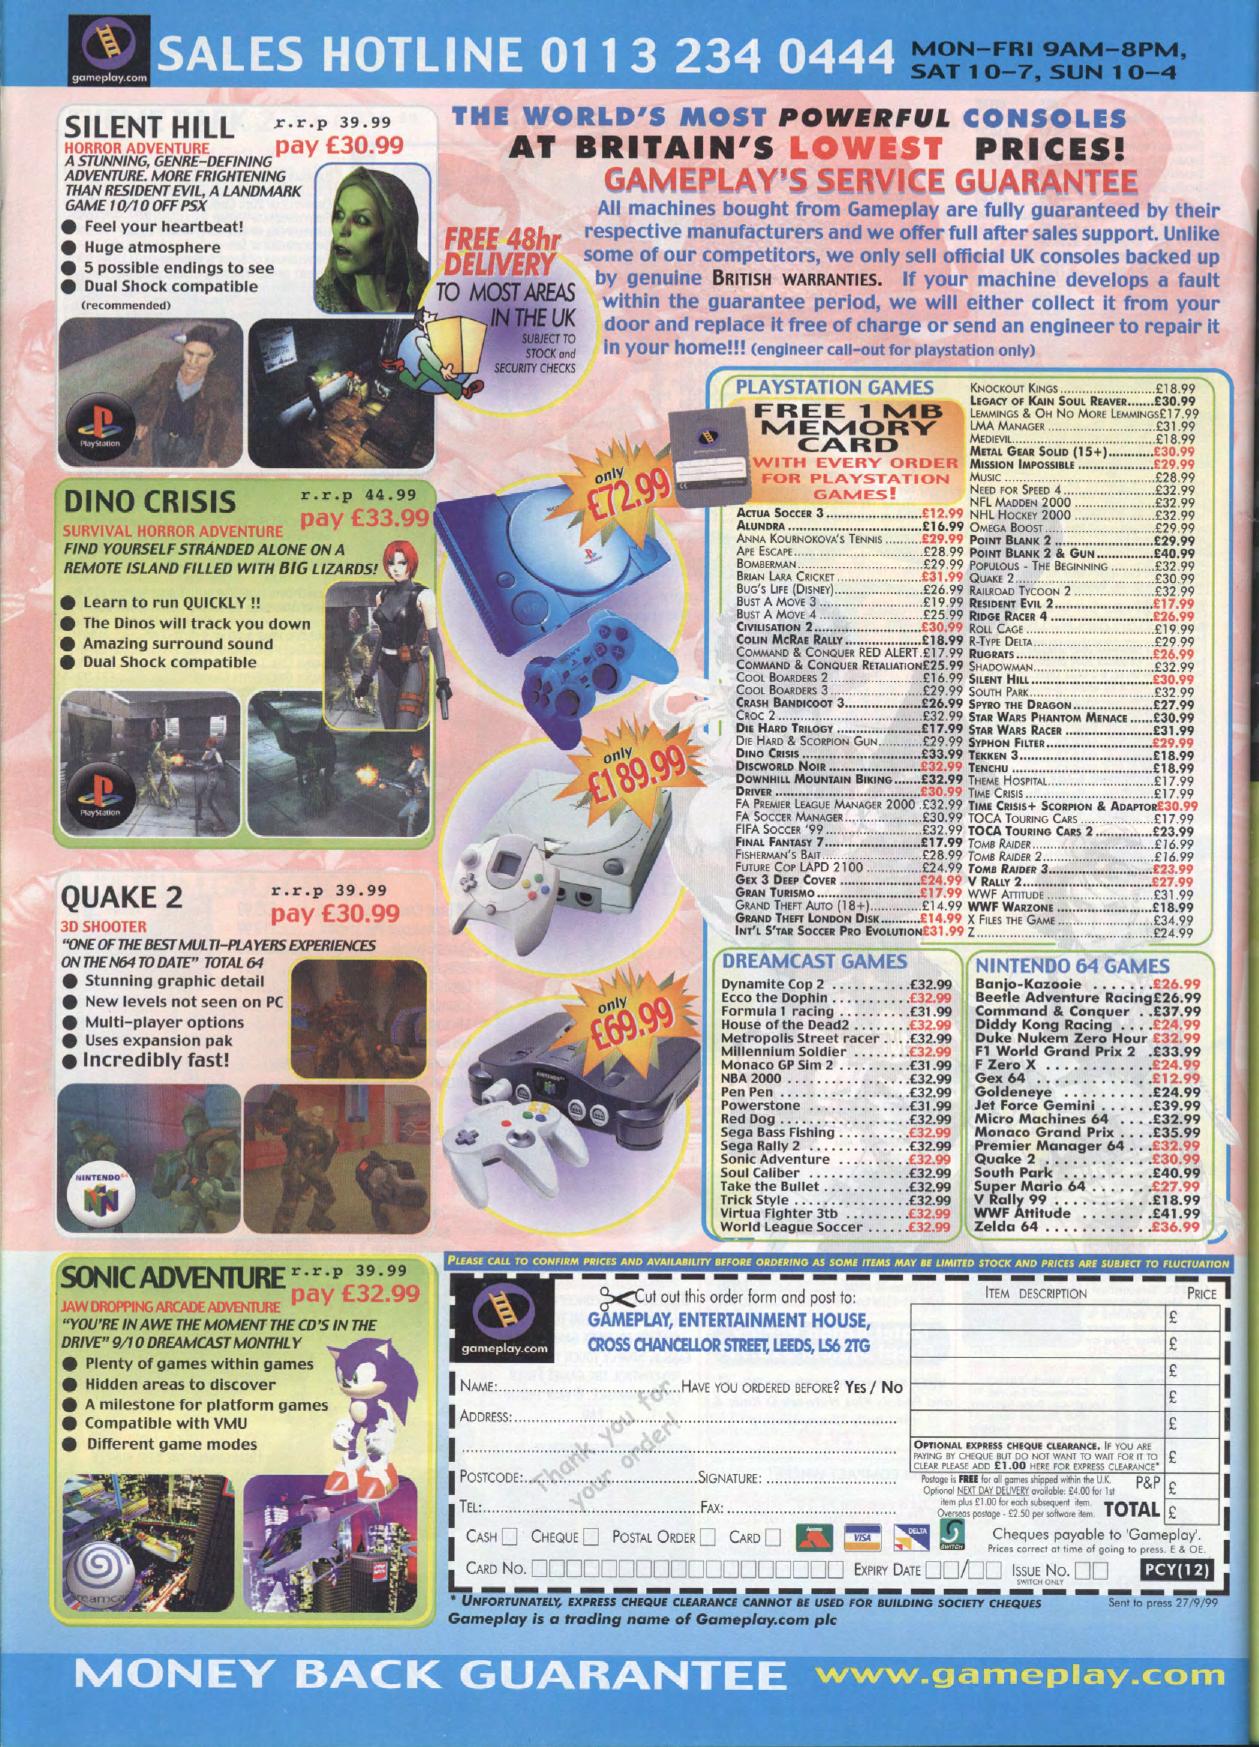 gameplay.com
SALES HOTLINE 0113 234 0444
MON-FRI 9AM-8PM,
SAT 10-7, SUN 10-4
SILENT HILL
r.r.p 39.99
HORROR ADVENTURE
pay £30.99
A STUNNING, GENRE-DEFINING
ADVENTURE. MORE FRIGHTENING
THAN RESIDENT EVIL, A LANDMARK
GAME 10/10 OFF PSX
Feel your heartbeat!
Huge atmosphere
5 possible endings to see
Dual Shock compatible
(recommended)
PlayStation
FREE 48hr
DELIVERY
TO MOST AREAS
IN THE UK
SUBJECT TO
STOCK and
SECURITY CHECKS
THE WORLD'S MOST POWERFUL CONSOLES
AT BRITAIN'S LOWEST PRICES!
GAMEPLAY'S SERVICE GUARANTEE
All machines bought from Gameplay are fully guaranteed by their
respective manufacturers and we offer full after sales support. Unlike
some of our competitors, we only sell official UK consoles backed up
by genuine BRITISH WARRANTIES. If your machine develops a fault
within the guarantee period, we will either collect it from your
door and replace it free of charge or send an engineer to repair it
in your home!!! (engineer call-out for playstation only)
DINO CRISIS
r.r.p 44.99
SURVIVAL HORROR ADVENTURE
pay £33.99
FIND YOURSELF STRANDED ALONE ON A
REMOTE ISLAND FILLED WITH BIG LIZARDS!
Learn to run QUICKLY !!
The Dinos will track you down
Amazing surround sound
Dual Shock compatible
PlayStation
QUAKE 2
r.r.p 39.99
pay £30.99
3D SHOOTER
"ONE OF THE BEST MULTI-PLAYERS EXPERIENCES
ON THE N64 TO DATE" TOTAL 64
Stunning graphic detail
New levels not seen on PC
Multi-player options
Uses expansion pak
Incredibly fast!
NINTENDO64
SONIC ADVENTURE
r.r.p 39.99
pay £32.99
JAW DROPPING ARCADE ADVENTURE
"YOU'RE IN AWE THE MOMENT THE CD'S IN THE
DRIVE" 9/10 DREAMCAST MONTHLY
Plenty of games within games
Hidden areas to discover
A milestone for platform games
Compatible with VMU
Different game modes
only
£72.99
only
£189.99
only
£69.99
PLAYSTATION GAMES
FREE 1MB
MEMORY
CARD
WITH EVERY ORDER
FOR PLAYSTATION
GAMES!
ACTUA SOCCER 3 £12.99
ALUNDRA £16.99
ANNA KOURNOKOVA'S TENNIS £29.99
APE ESCAPE £28.99
BOMBERMAN £29.99
BRIAN LARA CRICKET £31.99
BUG'S LIFE (DISNEY) £26.99
BUST A MOVE 3 £19.99
BUST A MOVE 4 £25.99
CIVILISATION 2 £30.99
COLIN MCRAE RALLY £18.99
COMMAND & CONQUER RED ALERT £17.99
COMMAND & CONQUER RETALIATION £25.99
COOL BOARDERS 2 £16.99
COOL BOARDERS 3 £29.99
CRASH BANDICOOT 3 £26.99
CROC 2 £32.99
DIE HARD TRILOGY £17.99
DIE HARD & SCORPION GUN £29.99
DINO CRISIS £33.99
DISCWORLD NOIR £32.99
DOWNHILL MOUNTAIN BIKING £32.99
DRIVER £30.99
FA PREMIER LEAGUE MANAGER 2000 £32.99
FA SOCCER MANAGER £30.99
FIFA SOCCER '99 £32.99
FINAL FANTASY 7 £17.99
FISHERMAN'S BAIT £28.99
FUTURE COP LAPD 2100 £24.99
GEX 3 DEEP COVER £24.99
GRAN TURISMO £17.99
GRAND THEFT AUTO (18+) £14.99
GRAND THEFT LONDON DISK £14.99
INT'L S'TAR SOCCER PRO EVOLUTION £31.99
KNOCKOUT KINGS £18.99
LEGACY OF KAIN SOUL REAVER £30.99
LEMMINGS & OH NO MORE LEMMINGS £17.99
LMA MANAGER £31.99
MEDIEVIL £18.99
METAL GEAR SOLID (15+) £30.99
MISSION IMPOSSIBLE £29.99
MUSIC £28.99
NEED FOR SPEED 4 £32.99
NFL MADDEN 2000 £32.99
NHL HOCKEY 2000 £32.99
OMEGA BOOST £29.99
POINT BLANK 2 £29.99
POINT BLANK 2 & GUN £40.99
POPULOUS - THE BEGINNING £32.99
QUAKE 2 £30.99
RAILROAD TYCOON 2 £32.99
RESIDENT EVIL 2 £17.99
RIDGE RACER 4 £26.99
ROLL CAGE £19.99
R-TYPE DELTA £29.99
RUGRATS £26.99
SHADOWMAN £32.99
SILENT HILL £30.99
SOUTH PARK £32.99
SPYRO THE DRAGON £27.99
STAR WARS PHANTOM MENACE £30.99
STAR WARS RACER £31.99
SYPHON FILTER £29.99
TEKKEN 3 £18.99
TENCHU £18.99
THEME HOSPITAL £17.99
TIME CRISIS £17.99
TIME CRISIS+ SCORPION & ADAPTOR £30.99
TOCA TOURING CARS £17.99
TOCA TOURING CARS 2 £23.99
TOMB RAIDER £16.99
TOMB RAIDER 2 £16.99
TOMB RAIDER 3 £23.99
V RALLY 2 £27.99
WWF ATTITUDE £31.99
WWF WARZONE £18.99
X FILES THE GAME £34.99
Z £24.99
DREAMCAST GAMES
Dynamite Cop 2 £32.99
Ecco the Dophin £32.99
Formula 1 racing £31.99
House of the Dead2 £32.99
Metropolis Street racer £32.99
Millennium Soldier £32.99
Monaco GP Sim 2 £31.99
NBA 2000 £32.99
Pen Pen £32.99
Powerstone £31.99
Red Dog £32.99
Sega Bass Fishing £32.99
Sega Rally 2 £32.99
Sonic Adventure £32.99
Soul Caliber £32.99
Take the Bullet £32.99
Trick Style £32.99
Virtua Fighter 3tb £32.99
World League Soccer £32.99
NINTENDO 64 GAMES
Banjo-Kazooie £26.99
Beetle Adventure Racing £26.99
Command & Conquer £37.99
Diddy Kong Racing £24.99
Duke Nukem Zero Hour £32.99
F1 World Grand Prix 2 £33.99
F Zero X £24.99
Gex 64 £12.99
Goldeneye £24.99
Jet Force Gemini £39.99
Micro Machines 64 £32.99
Monaco Grand Prix £35.99
Premier Manager 64 £32.99
Quake 2 £30.99
South Park £40.99
Super Mario 64 £27.99
V Rally 99 £18.99
WWF Attitude £41.99
Zelda 64 £36.99
PLEASE CALL TO CONFIRM PRICES AND AVAILABILITY BEFORE ORDERING AS SOME ITEMS MAY BE LIMITED STOCK AND PRICES ARE SUBJECT TO FLUCTUATION
gameplay.com
Cut out this order form and post to:
GAMEPLAY, ENTERTAINMENT HOUSE,
CROSS CHANCELLOR STREET, LEEDS, LS6 2TG
NAME: HAVE YOU ORDERED BEFORE? YES / NO
ADDRESS:
POSTCODE: SIGNATURE:
TEL: FAX:
Thank you for
your order!
CASH CHEQUE POSTAL ORDER CARD
VISA DELTA SWITCH
CARD NO. EXPIRY DATE / ISSUE NO.
SWITCH ONLY
ITEM DESCRIPTION PRICE
£
£
£
£
£
OPTIONAL EXPRESS CHEQUE CLEARANCE. IF YOU ARE
PAYING BY CHEQUE BUT DO NOT WANT TO WAIT FOR IT TO
CLEAR PLEASE ADD £1.00 HERE FOR EXPRESS CLEARANCE*
£
Postage is FREE for all games shipped within the U.K.
Optional NEXT DAY DELIVERY available: £4.00 for 1st
item plus £1.00 for each subsequent item.
Overseas postage - £2.50 per software item.
P&P £
TOTAL £
Cheques payable to 'Gameplay'.
Prices correct at time of going to press. E & OE.
PCY(12)
* UNFORTUNATELY, EXPRESS CHEQUE CLEARANCE CANNOT BE USED FOR BUILDING SOCIETY CHEQUES
Sent to press 27/9/99
Gameplay is a trading name of Gameplay.com plc
MONEY BACK GUARANTEE www.gameplay.com